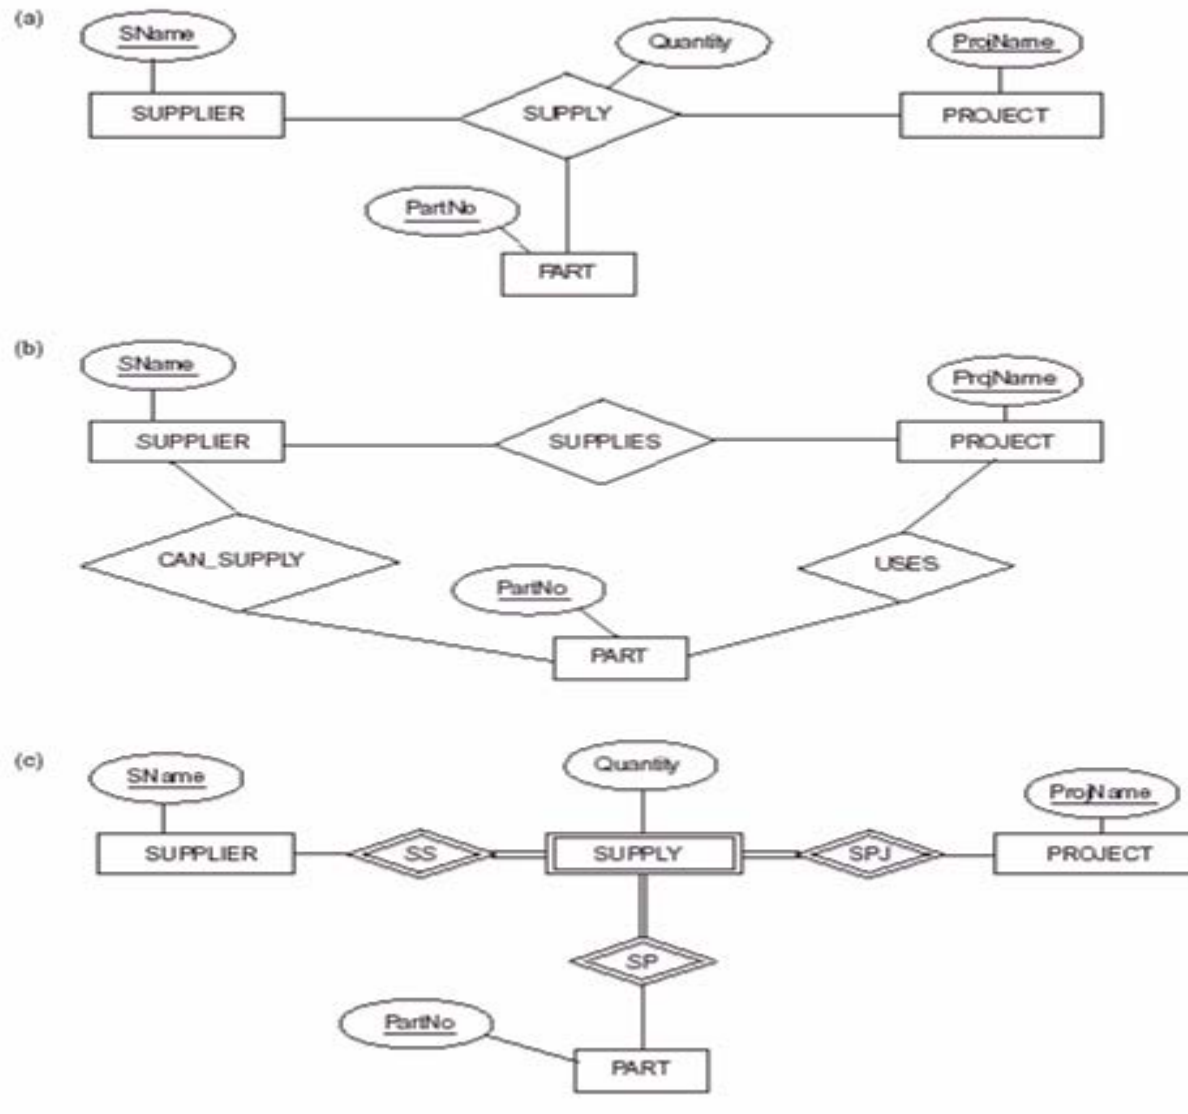 (a)
SName
Quantity
ProjName
SUPPLIER
SUPPLY
PROJECT
PartNo
PART
(b)
SName
ProjName
SUPPLIER
SUPPLIES
PROJECT
CAN_SUPPLY
USES
PartNo
PART
(c)
SName
Quantity
ProjName
SUPPLIER
SS
SUPPLY
SPJ
PROJECT
SP
PartNo
PART